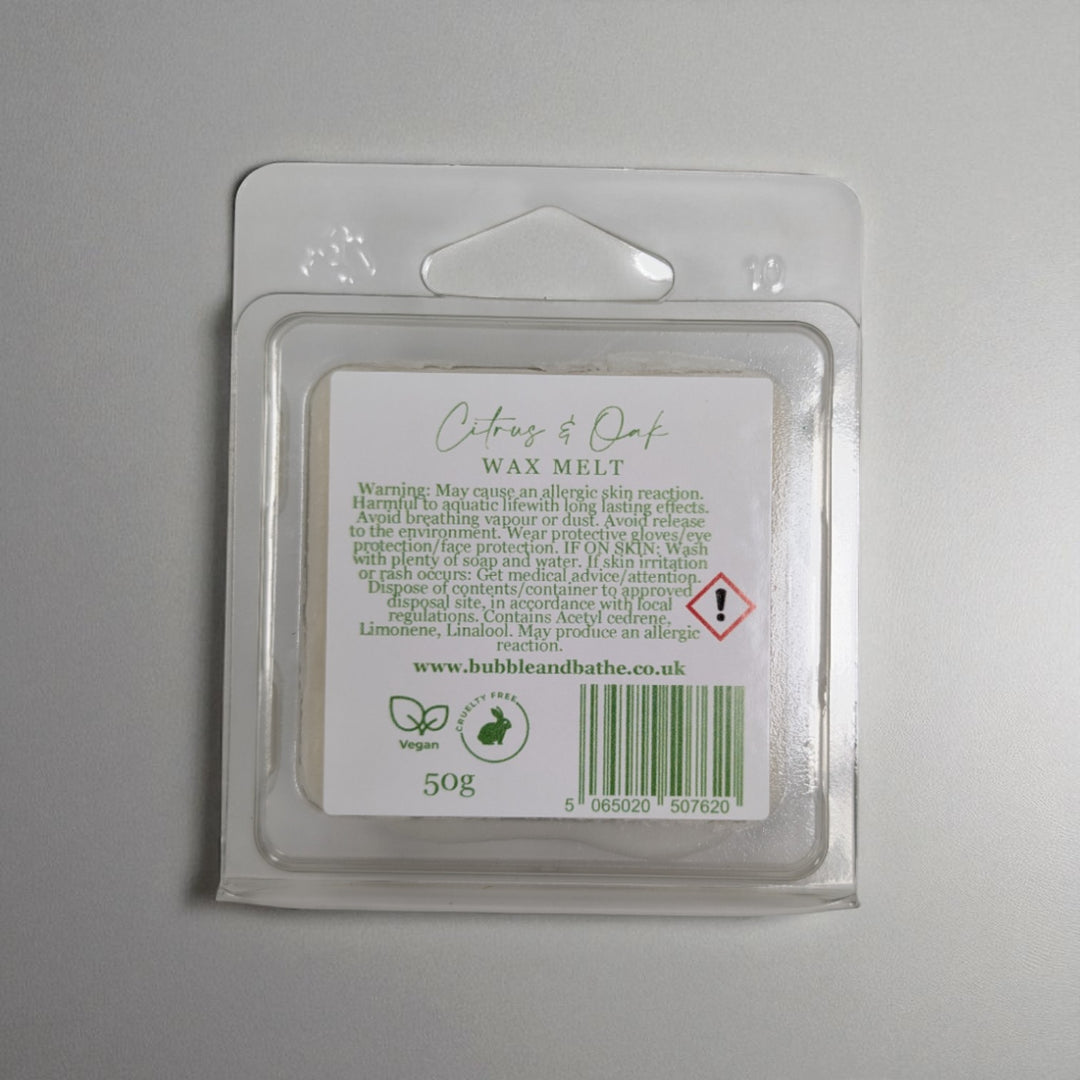 10
Citrus & Oak
WAX MELT
Warning: May cause an allergic skin reaction.
Harmful to aquatic lifewith long lasting effects.
Avoid breathing vapour or dust. Avoid release
to the environment. Wear protective gloves/eye
protection/face protection. IF ON SKIN: Wash
with plenty of soap and water. If skin irritation
or rash occurs: Get medical advice/attention.
Dispose of contents/container to approved
disposal site, in accordance with local
regulations. Contains Acetyl cedrene,
Limonene, Linalool. May produce an allergic
reaction.
www.bubbleandbathe.co.uk
Vegan
CRUELTY FREE
50g
5 065020 507620